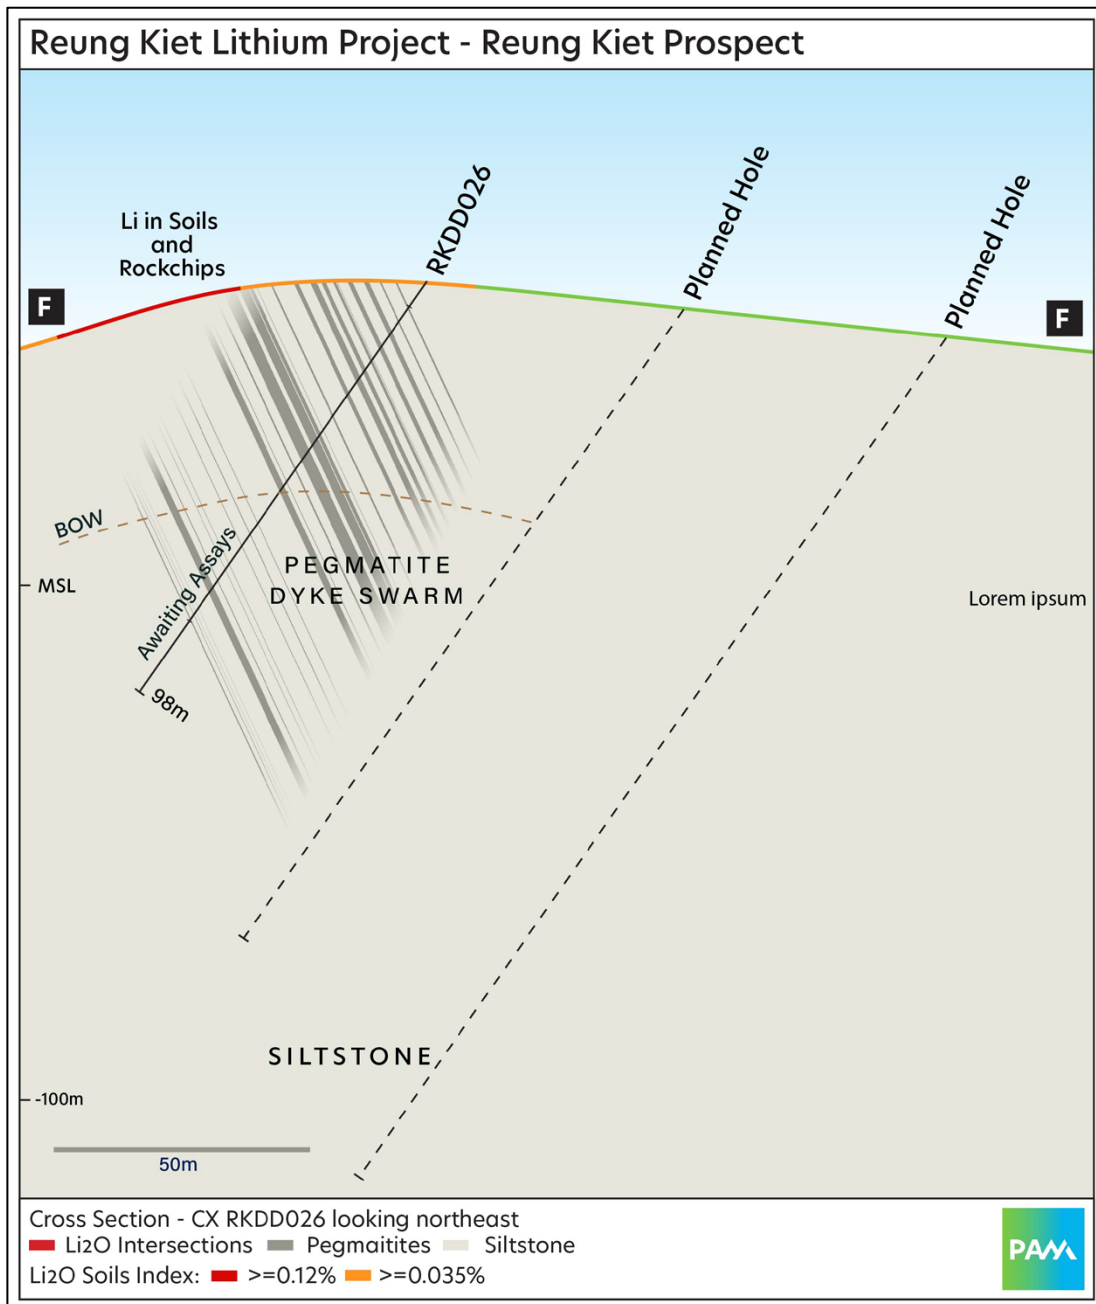 Reung Kiet Lithium Project - Reung Kiet Prospect
Li in Soils
and
Rockchips
RKDD026
Planned Hole
Planned Hole
F
F
BOW
MSL
Awaiting Assays
PEGMATITE
DYKE SWARM
Lorem ipsum
98m
SILTSTONE
-100m
50m
Cross Section - CX RKDD026 looking northeast
Li2O Intersections Pegmaitites Siltstone
Li2O Soils Index: >=0.12% >=0.035%
PAM